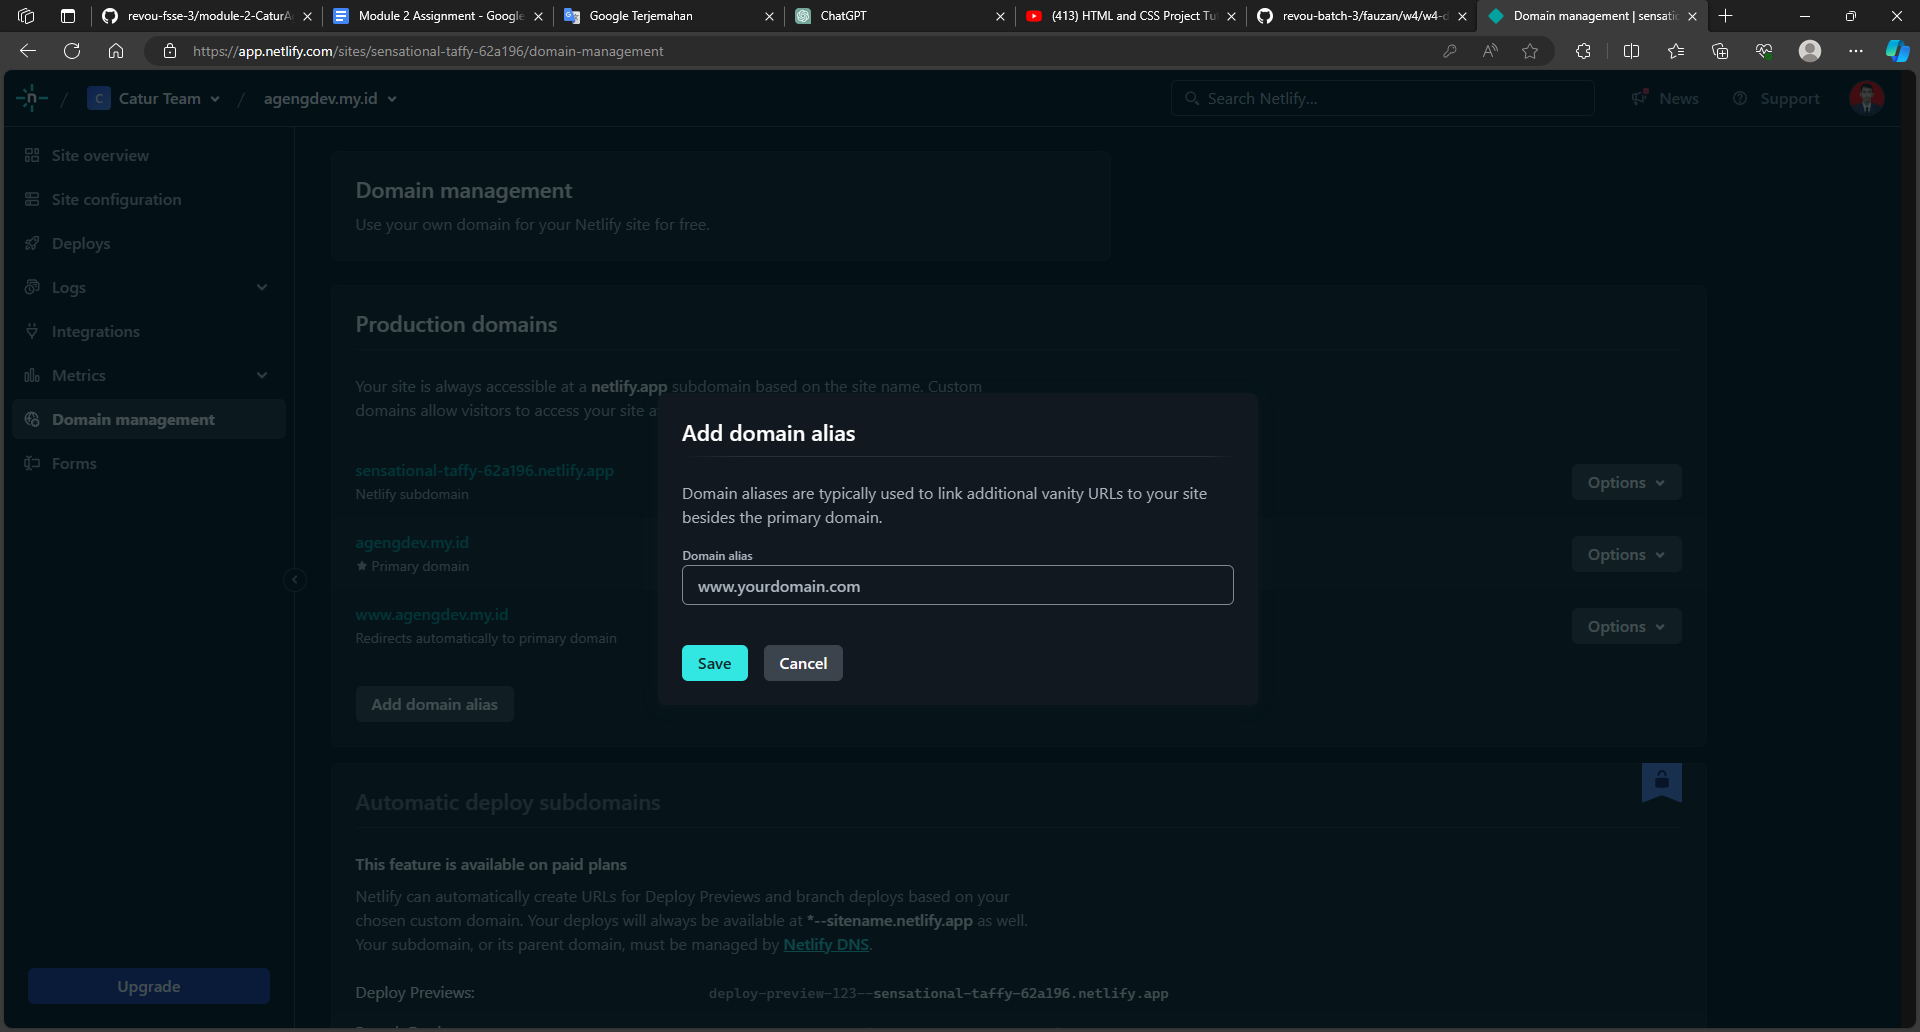 revou-fsse-3/module-2-CaturA
Module 2 Assignment - Google
Google Terjemahan
ChatGPT
(413) HTML and CSS Project Tu
revou-batch-3/fauzan/w4/w4-d
Domain management | sensatic
https://app.netlify.com/sites/sensational-taffy-62a196/domain-management
C Catur Team
agengdev.my.id
Search Netlify...
News
Support
Site overview
Site configuration
Deploys
Logs
Integrations
Metrics
Domain management
Forms
Upgrade
Domain management
Use your own domain for your Netlify site for free.
Production domains
Your site is always accessible at a netlify.app subdomain based on the site name. Custom
domains allow visitors to access your site a
sensational-taffy-62a196.netlify.app
Netlify subdomain
Options
agengdev.my.id
Primary domain
Options
www.agengdev.my.id
Redirects automatically to primary domain
Options
Add domain alias
Add domain alias
Domain aliases are typically used to link additional vanity URLs to your site
besides the primary domain.
Domain alias
www.yourdomain.com
Save
Cancel
Automatic deploy subdomains
This feature is available on paid plans
Netlify can automatically create URLs for Deploy Previews and branch deploys based on your
chosen custom domain. Your deploys will always be available at *--sitename.netlify.app as well.
Your subdomain, or its parent domain, must be managed by Netlify DNS.
Deploy Previews:
deploy-preview-123--sensational-taffy-62a196.netlify.app